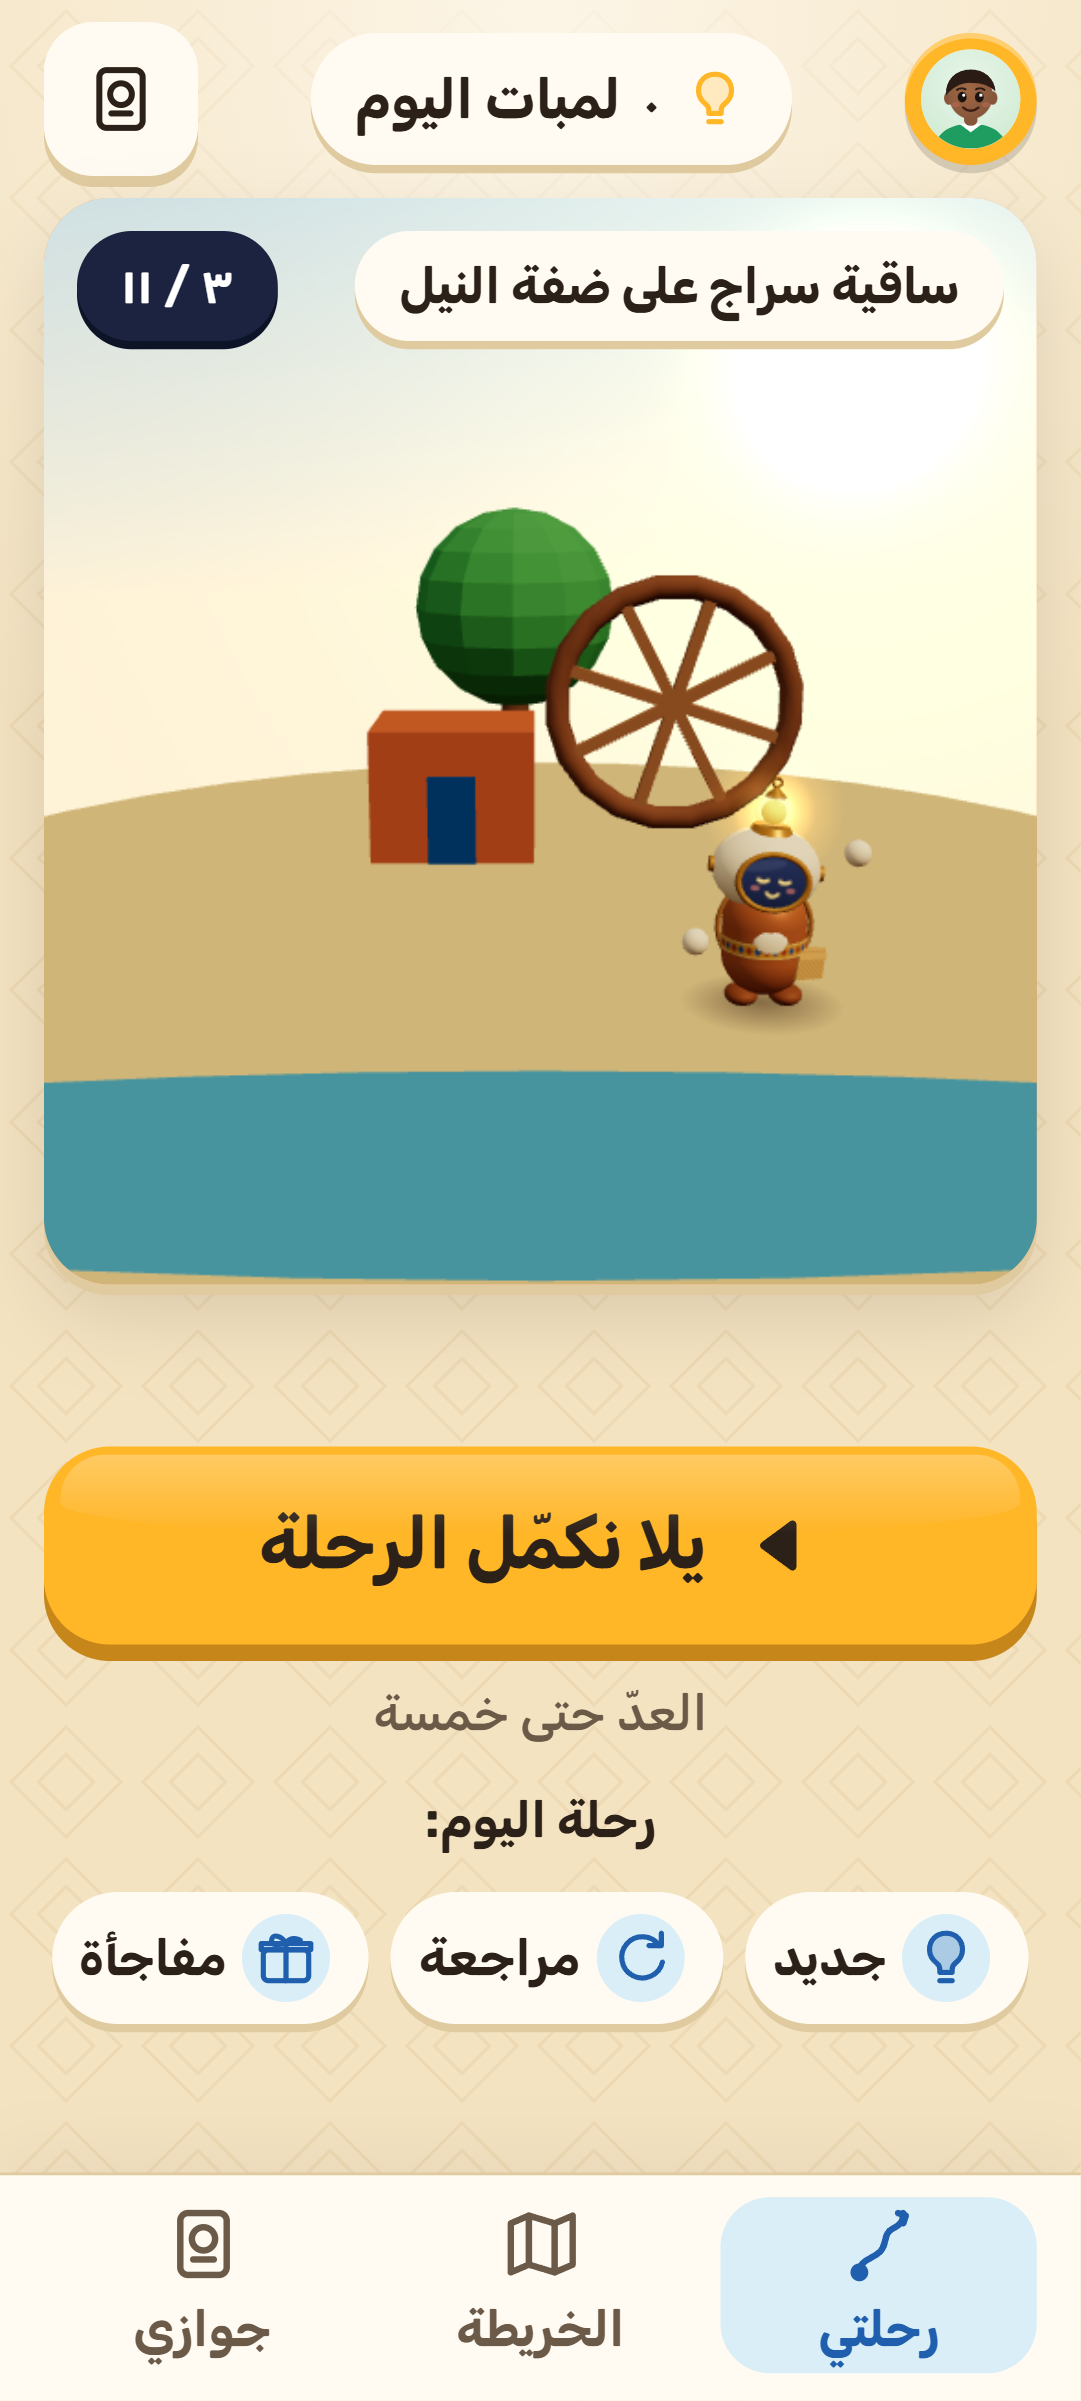 ٠ لمبات اليوم
ساقية سراج على ضفة النيل
٣ / ١١
يلا نكمّل الرحلة
العدّ حتى خمسة
رحلة اليوم:
جديد
مراجعة
مفاجأة
رحلتي
الخريطة
جوازي